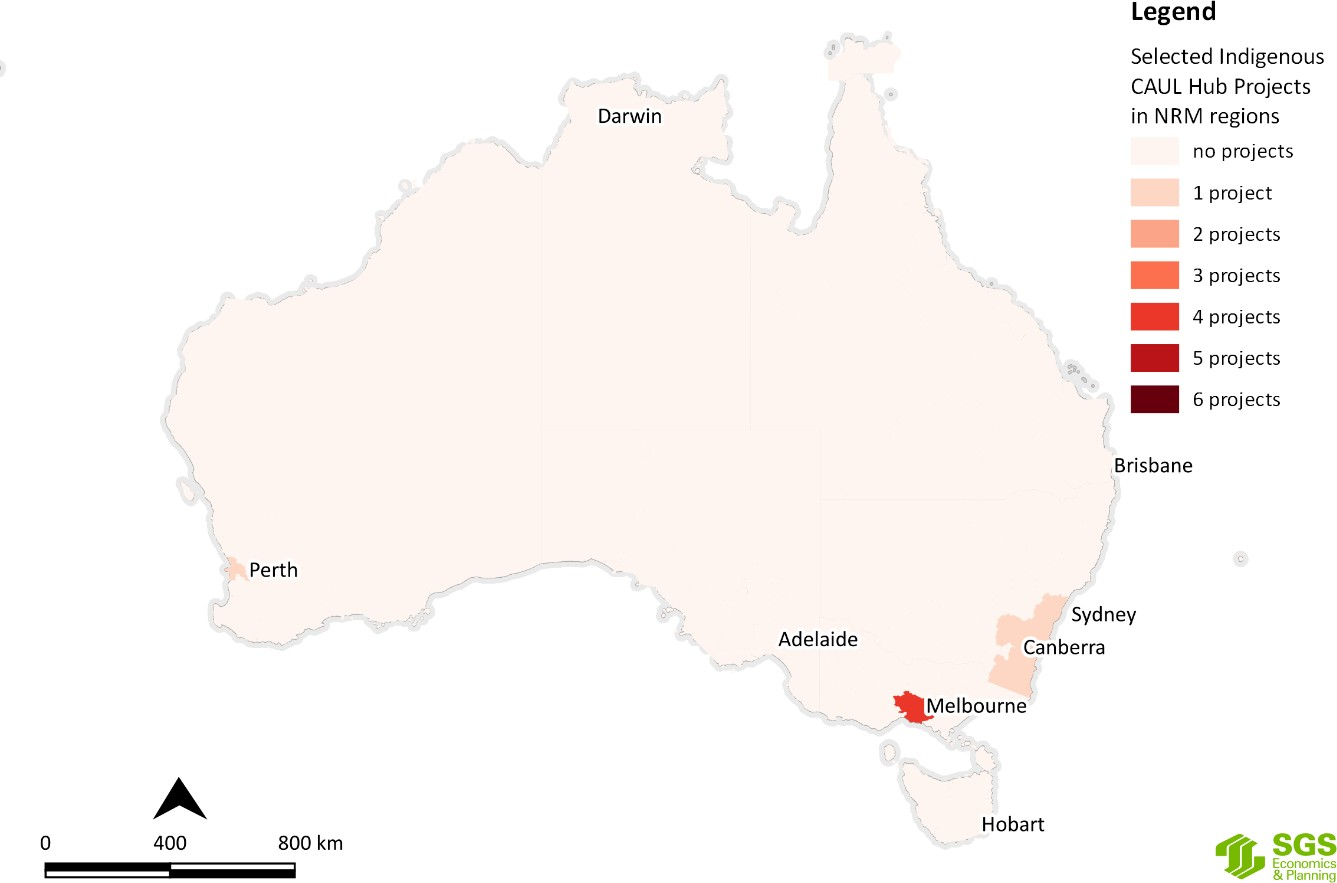 Legend
Selected Indigenous
CAUL Hub Projects
in NRM regions
no projects
1 project
2 projects
3 projects
4 projects
5 projects
6 projects
Darwin
Brisbane
Perth
Sydney
Adelaide
Canberra
Melbourne
Hobart
0 400 800 km
SGS
Economics
& Planning